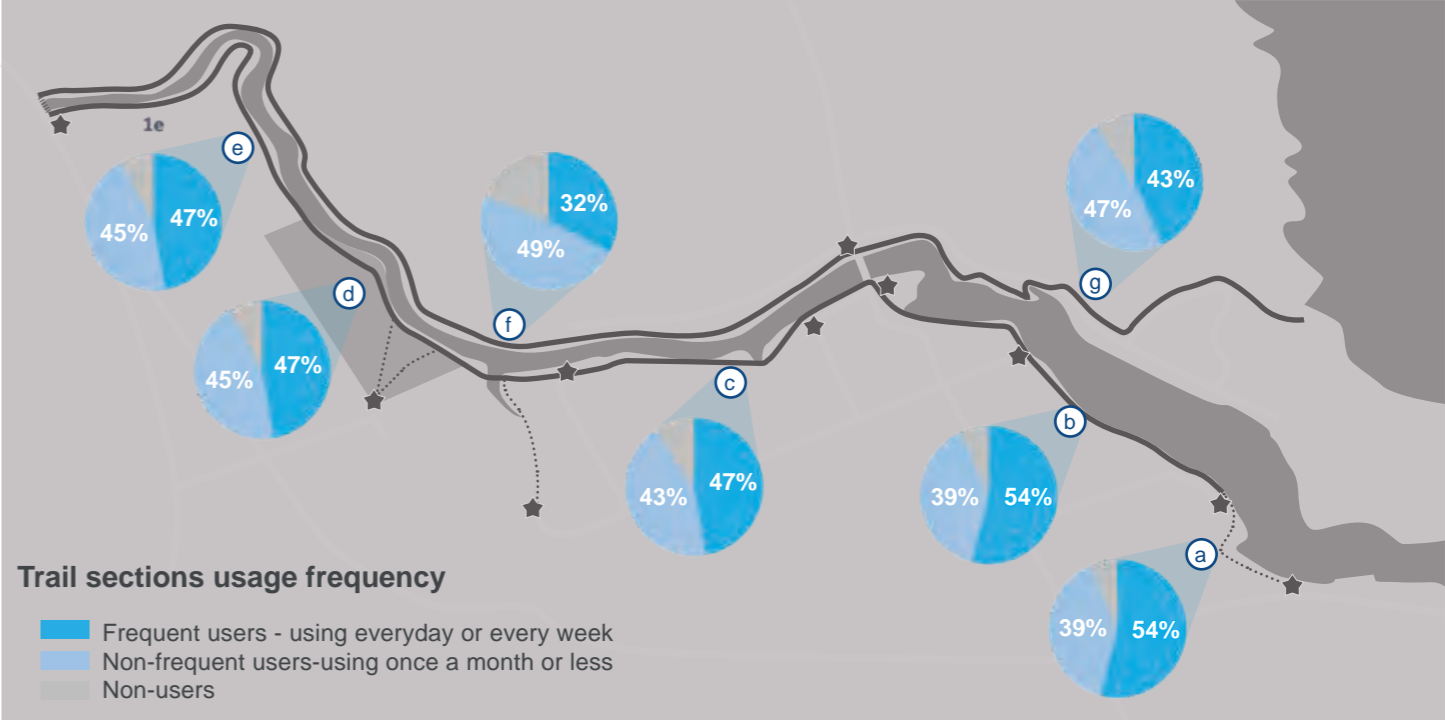 1e
e
47%
45%
d
47%
45%
f
32%
49%
c
47%
43%
g
43%
47%
b
39%
54%
a
39%
54%
Trail sections usage frequency
Frequent users - using everyday or every week
Non-frequent users-using once a month or less
Non-users